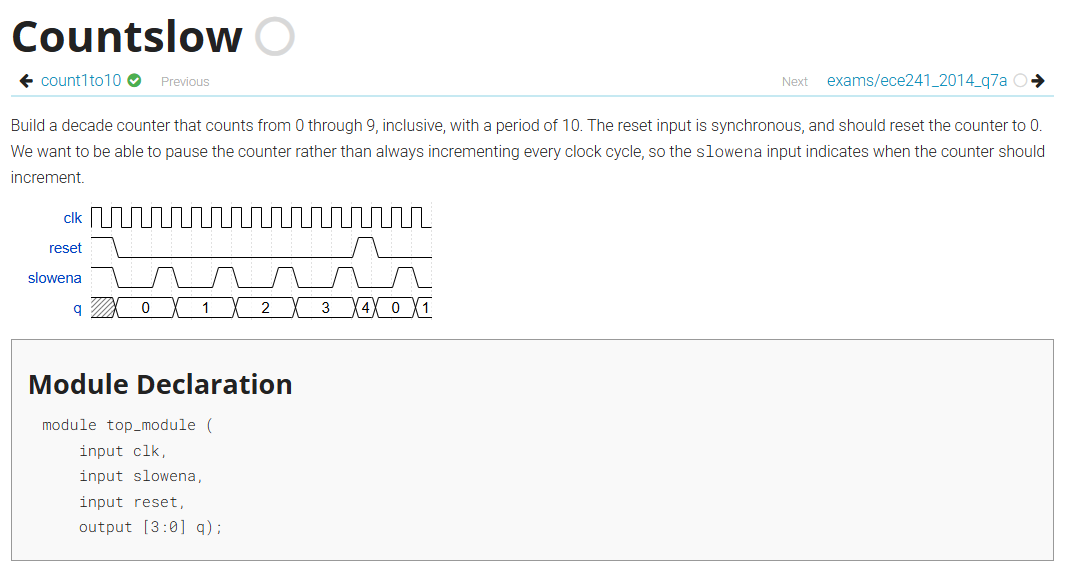 Countslow
count1to10 Previous Next exams/ece241_2014_q7a
Build a decade counter that counts from 0 through 9, inclusive, with a period of 10. The reset input is synchronous, and should reset the counter to 0.
We want to be able to pause the counter rather than always incrementing every clock cycle, so the slowena input indicates when the counter should
increment.
clk
reset
slowena
q 0 1 2 3 4 0 1
Module Declaration
module top_module (
input clk,
input slowena,
input reset,
output [3:0] q);